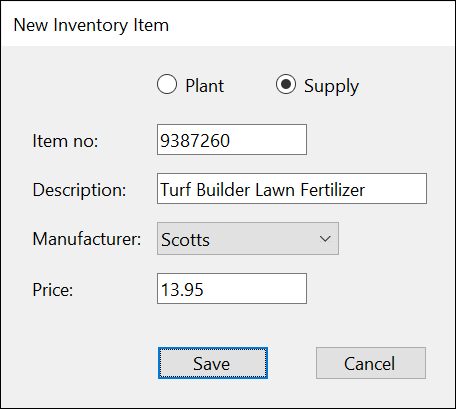 New Inventory Item
Plant Supply
Item no: 9387260
Description: Turf Builder Lawn Fertilizer
Manufacturer: Scotts
Price: 13.95
Save Cancel